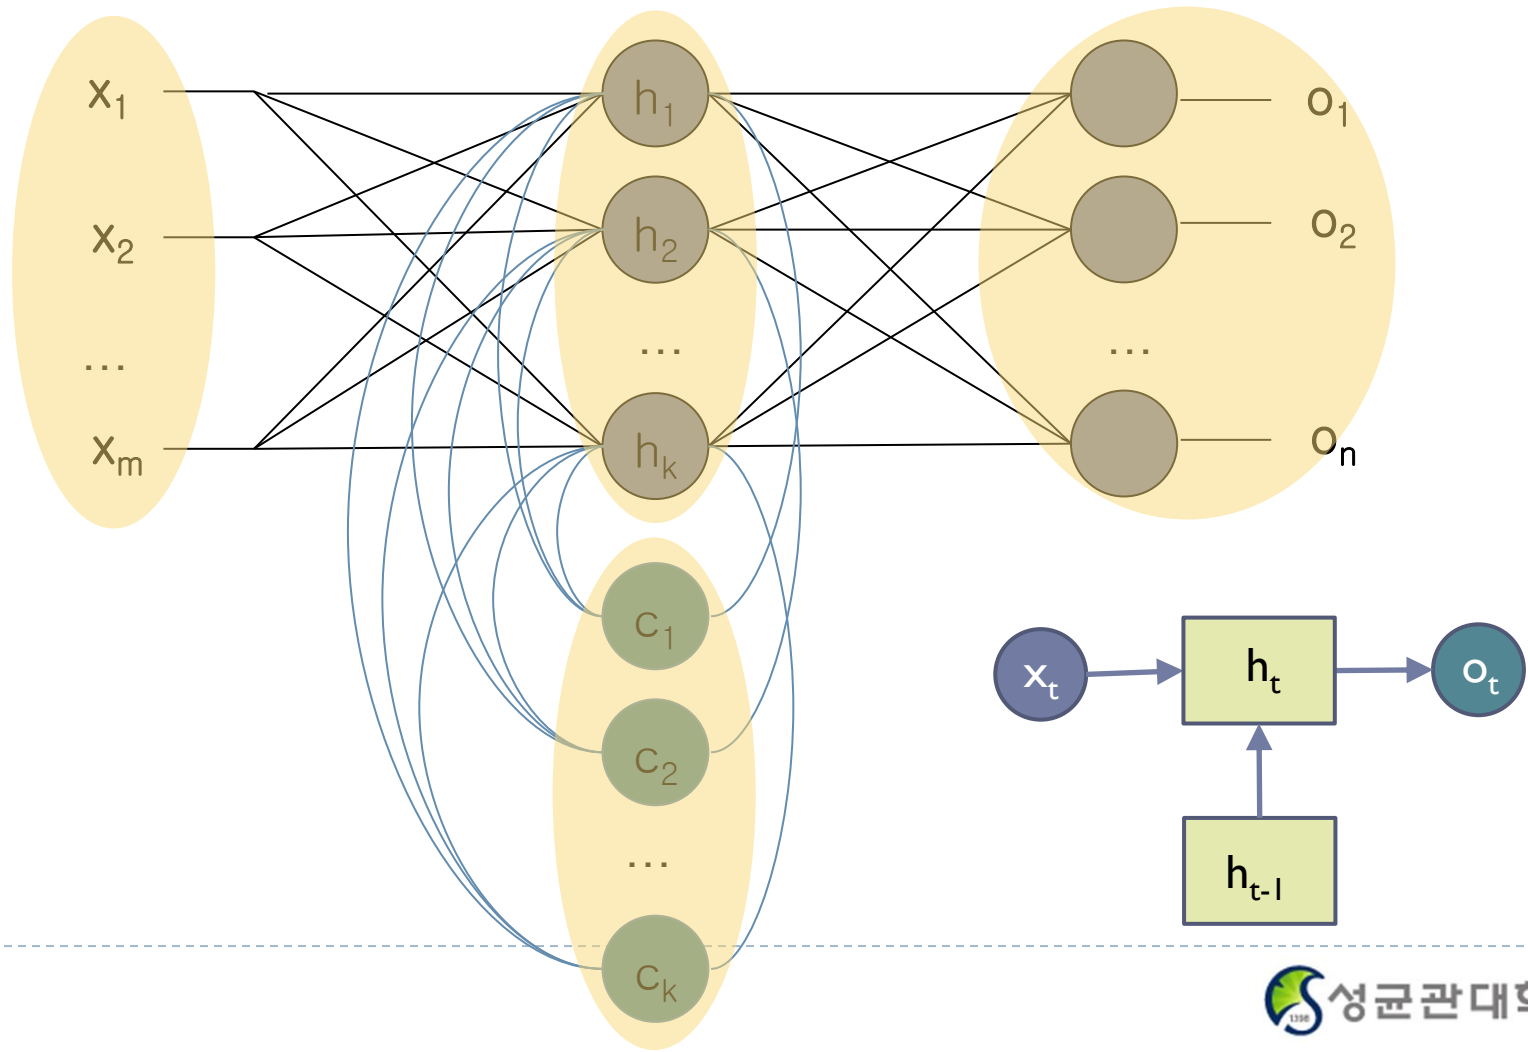 x1
x2
...
xm
h1
h2
...
hk
o1
o2
...
on
c1
c2
...
ck
xt
ht
ot
ht-1
1398
성균관대